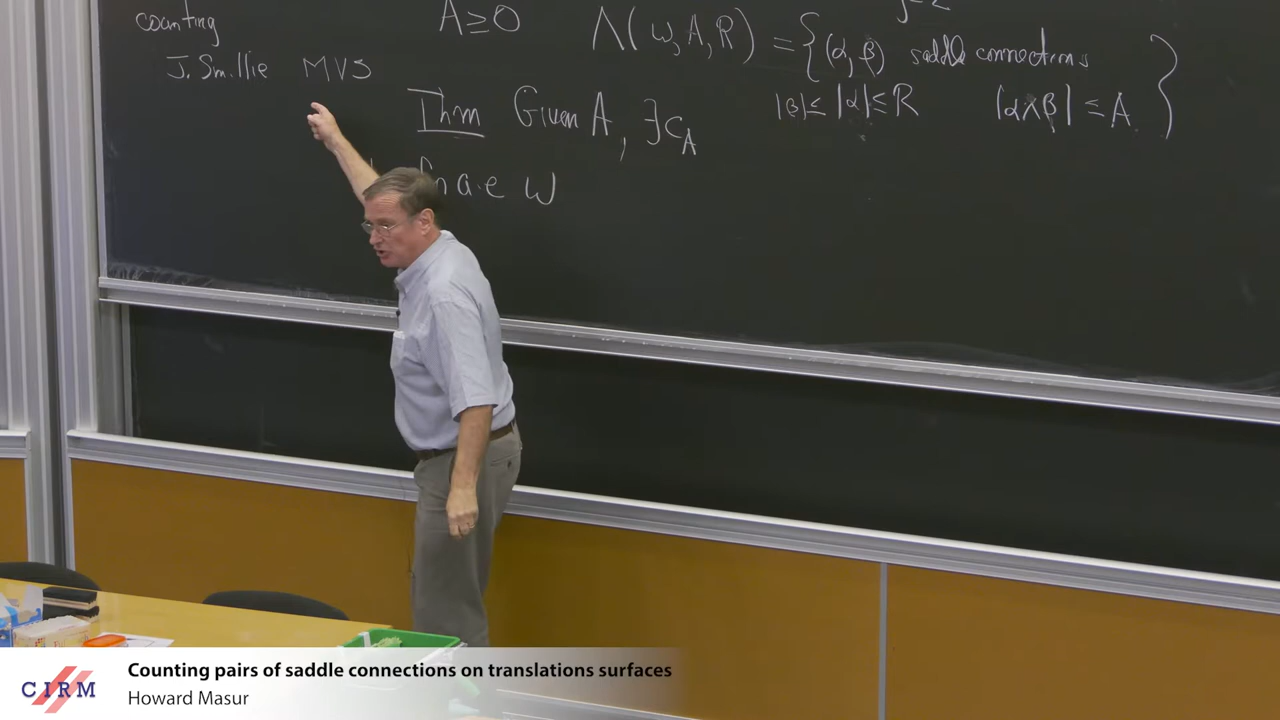 counting
J. Smillie MVS
A≥0
Λ(ω,A,R) = {(α,β) saddle connections
|β|≤|α|≤R |α∧β|≤A }
Thm Given A, ∃c_A
a.e ω
CIRM
Counting pairs of saddle connections on translations surfaces
Howard Masur